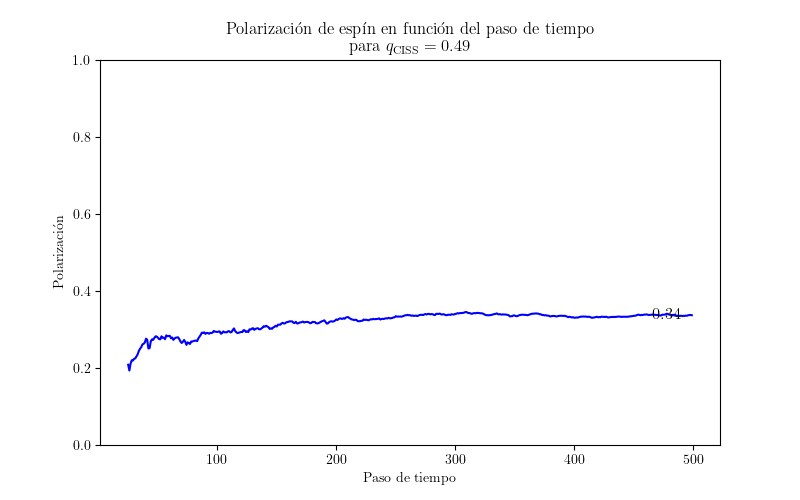 Polarización de espín en función del paso de tiempo
para q_CISS = 0.49
1.0
0.8
0.6
0.4
0.2
0.0
Polarización
0.34
100 200 300 400 500
Paso de tiempo